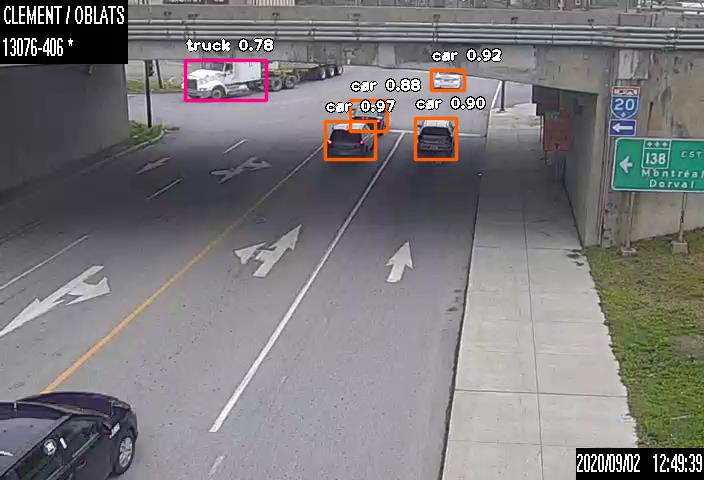 CLEMENT / OBLATS
13076-406 *
truck 0.78
car 0.92
car 0.88
car 0.97
car 0.90
20
138 EST
Montréal
Dorval
2020/09/02 12:49:39